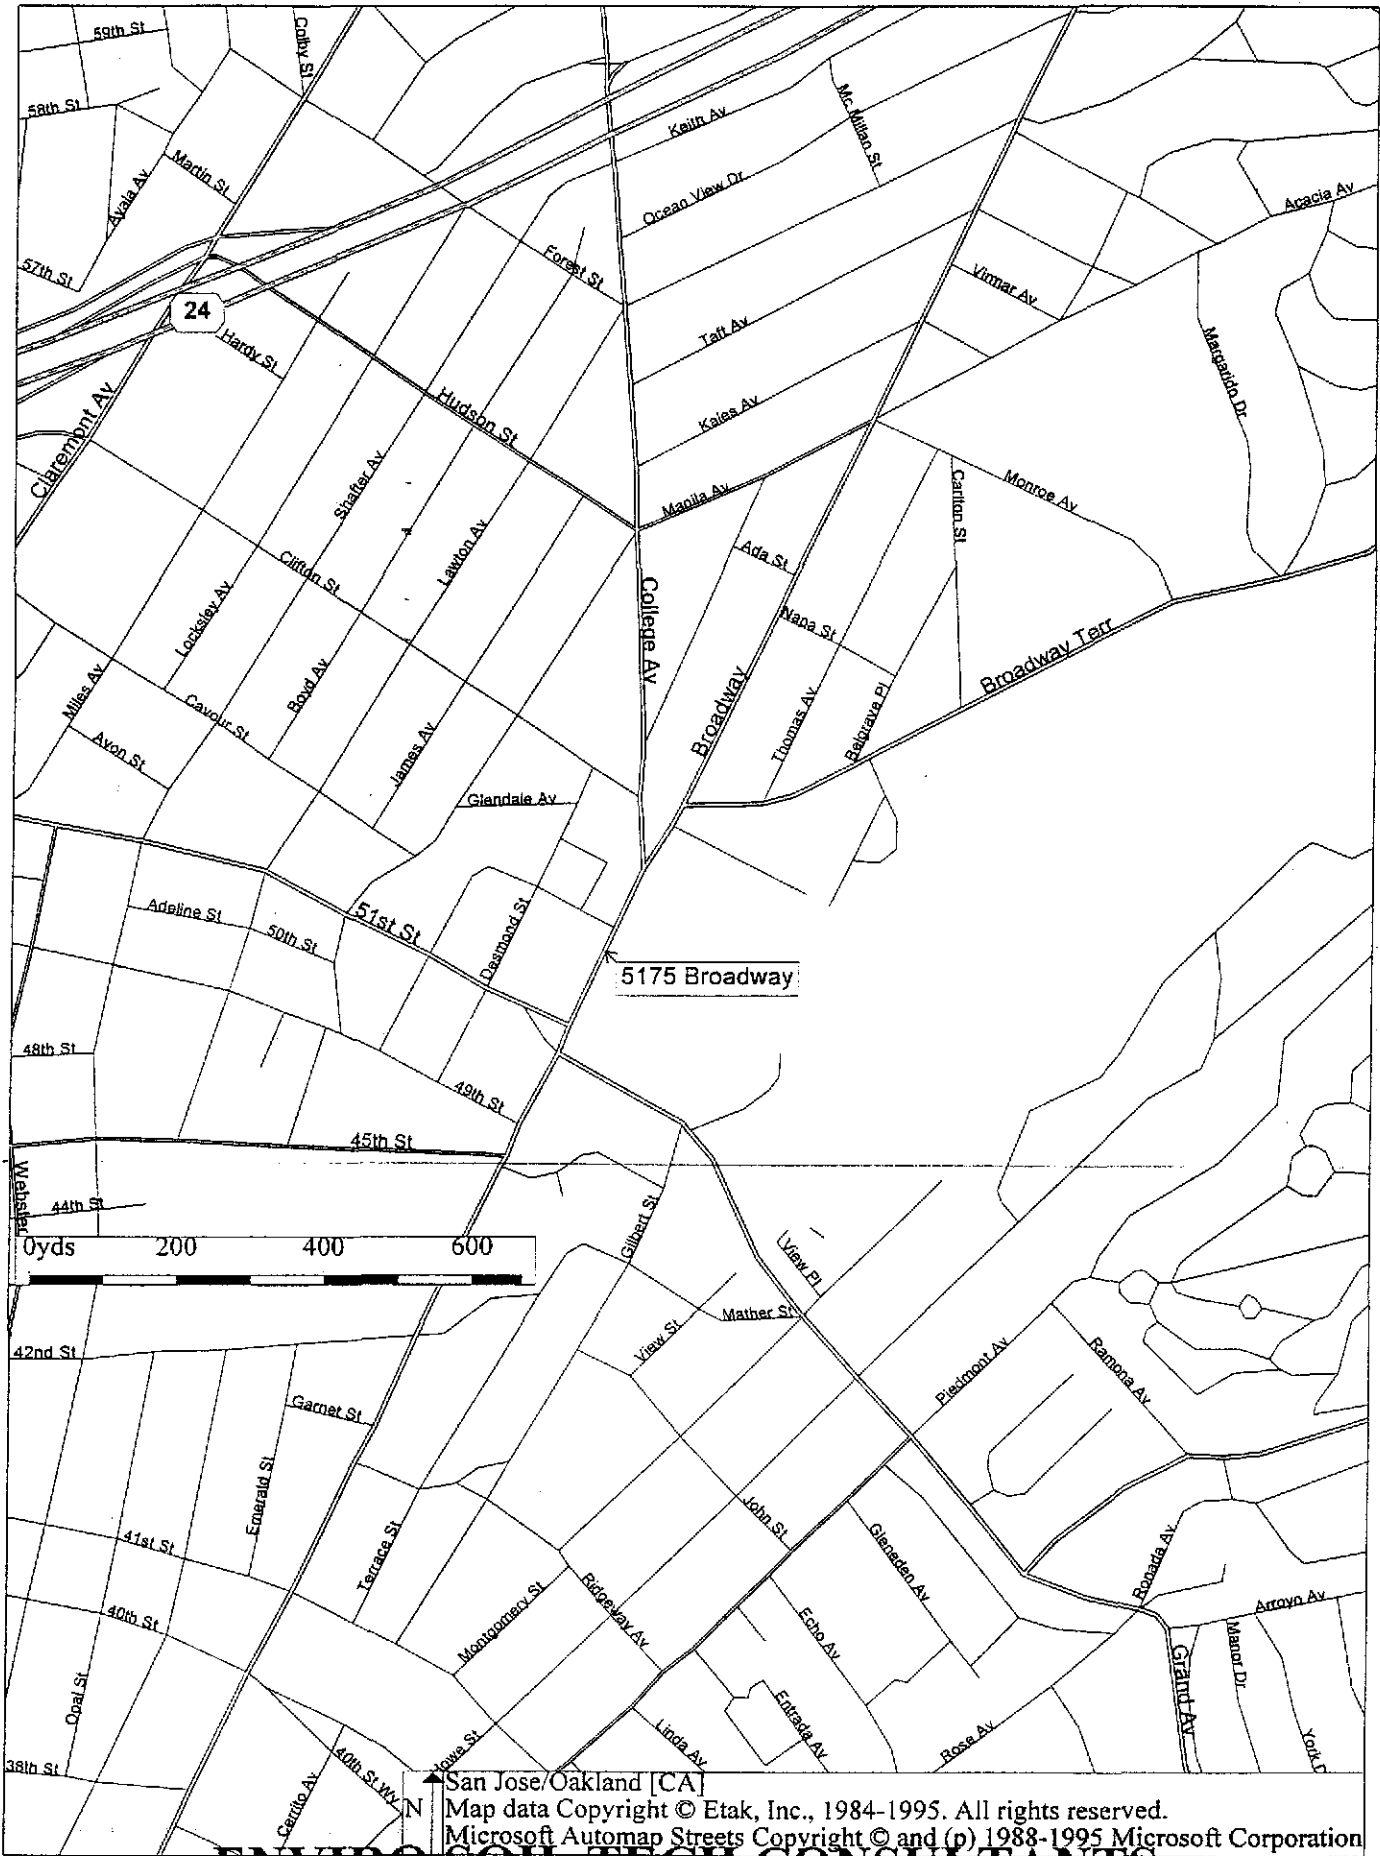 59th St
Colby St
58th St
Keith Av
Mc Millan St
Martin St
Ayala Av
Ocean View Dr
Acacia Av
57th St
Forest St
Virmar Av
24
Hardy St
Taft Av
Margarido Dr
Claremont Av
Hudson St
Kales Av
Shafter Av
Manila Av
Monroe Av
Carlton St
Lawton Av
Ada St
Clifton St
College Av
Locksley Av
Napa St
Broadway Terr
Miles Av
Boyd Av
Cavour St
Broadway
Thomas Av
Belgrave Pl
Avon St
James Av
Glendale Av
Adeline St
51st St
50th St
Desmond St
5175 Broadway
48th St
49th St
45th St
Webster
44th St
Gilbert St
0yds 200 400 600
View Pl
Mather St
View St
42nd St
Piedmont Av
Ramona Av
Garnet St
Emerald St
John St
41st St
Terrace St
Gleneden Av
Ronada Av
Montgomery St
Ridgeway Av
Arroyo Av
40th St
Echo Av
Manor Dr
Opal St
Entrada Av
Grand Av
Linda Av
Rose Av
York D
Howe St
38th St
40th St Wy
Cerrito Av
N
San Jose/Oakland [CA]
Map data Copyright © Etak, Inc., 1984-1995. All rights reserved.
Microsoft Automap Streets Copyright © and (p) 1988-1995 Microsoft Corporation
ENVIRO SOIL TECH CONSULTANTS